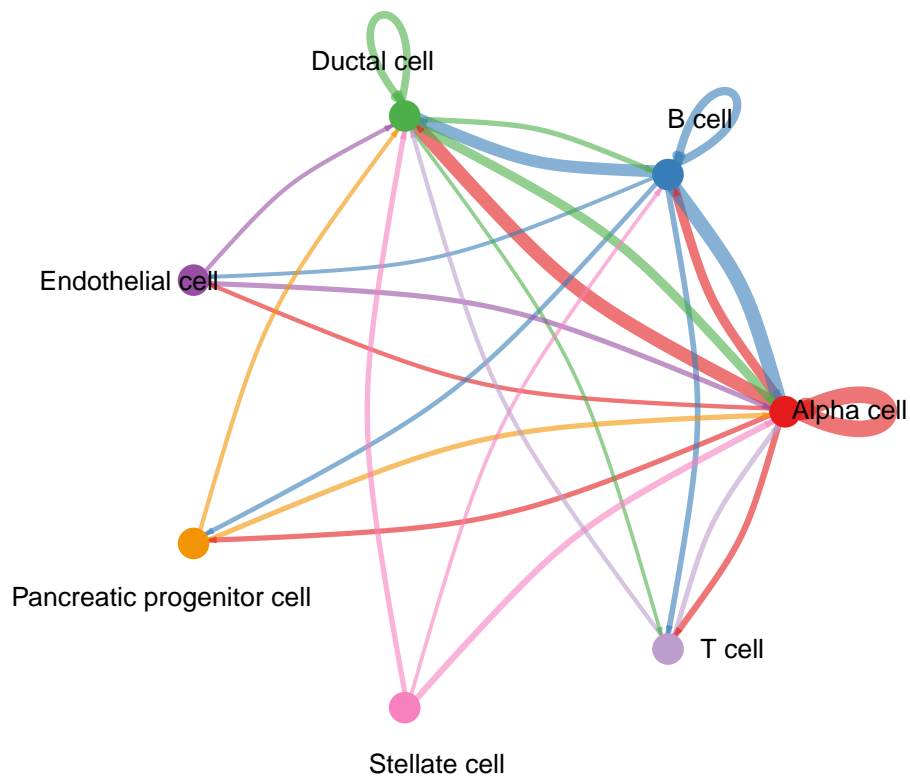 Ductal cell
B cell
Endothelial cell
Alpha cell
Pancreatic progenitor cell
T cell
Stellate cell